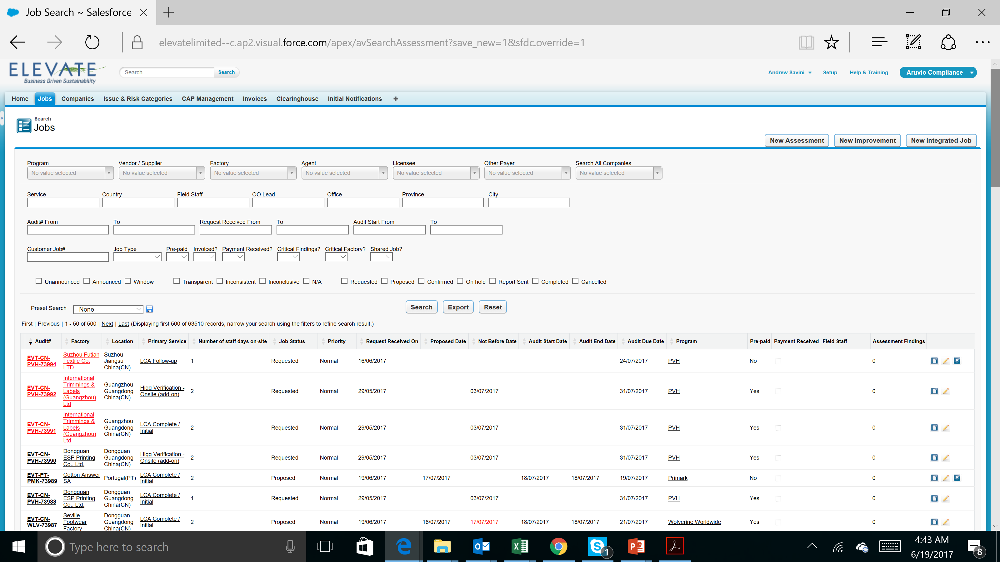 Job Search ~ Salesforce
elevatelimited--c.ap2.visual.force.com/apex/avSearchAssessment?save_new=1&sfdc.override=1
ELEVATE
Business Driven Sustainability
Search...
Search
Andrew Savini
Setup
Help & Training
Aruvio Compliance
Home Jobs Companies Issue & Risk Categories CAP Management Invoices Clearinghouse Initial Notifications
Search
Jobs
New Assessment New Improvement New Integrated Job
Program Vendor / Supplier Factory Agent Licensee Other Payer Search All Companies
No value selected No value selected No value selected No value selected No value selected No value selected No value selected
Service Country Field Staff OO Lead Office Province City
Audit# From To Request Received From To Audit Start From To
Customer Job# Job Type Pre-paid Invoiced? Payment Received? Critical Findings? Critical Factory? Shared Job?
Unannounced Announced Window Transparent Inconsistent Inconclusive N/A Requested Proposed Confirmed On hold Report Sent Completed Cancelled
Preset Search --None-- Search Export Reset
First | Previous | 1 - 50 of 500 | Next | Last (Displaying first 500 of 63510 records, narrow your search using the filters to refine search result.)
Audit# Factory Location Primary Service Number of staff days on-site Job Status Priority Request Received On Proposed Date Not Before Date Audit Start Date Audit End Date Audit Due Date Program Pre-paid Payment Received Field Staff Assessment Findings
EVT-CN-PVH-73994 Suzhou Futian Textile Co. LTD Suzhou Jiangsu China(CN) LCA Follow-up 1 Requested Normal 16/06/2017 24/07/2017 PVH No 0
EVT-CN-PVH-73992 International Trimmings & Labels (Guangzhou) Ltd Guangzhou Guangdong China(CN) Higg Verification - Onsite (add-on) 2 Requested Normal 29/05/2017 03/07/2017 31/07/2017 PVH Yes 0
EVT-CN-PVH-73991 International Trimmings & Labels (Guangzhou) Ltd Guangzhou Guangdong China(CN) LCA Complete / Initial 2 Requested Normal 29/05/2017 03/07/2017 31/07/2017 PVH Yes 0
EVT-CN-PVH-73990 Dongguan ESP Printing Co., Ltd. Dongguan Guangdong China(CN) Higg Verification - Onsite (add-on) 2 Requested Normal 29/05/2017 03/07/2017 31/07/2017 PVH Yes 0
EVT-PT-PMK-73989 Cotton Answer SA Portugal(PT) LCA Complete / Initial 2 Proposed Normal 19/06/2017 17/07/2017 18/07/2017 18/07/2017 19/07/2017 Primark No 0
EVT-CN-PVH-73988 Dongguan ESP Printing Co., Ltd. Dongguan Guangdong China(CN) LCA Complete / Initial 1 Requested Normal 29/05/2017 03/07/2017 31/07/2017 PVH Yes 0
EVT-CN-WLV-73987 Seville Footwear Factory Dongguan Guangdong China(CN) LCA Complete / Initial 2 Proposed Normal 19/06/2017 18/07/2017 17/07/2017 18/07/2017 18/07/2017 21/07/2017 Wolverine Worldwide Yes 0
Type here to search
1
4:43 AM
6/19/2017
8